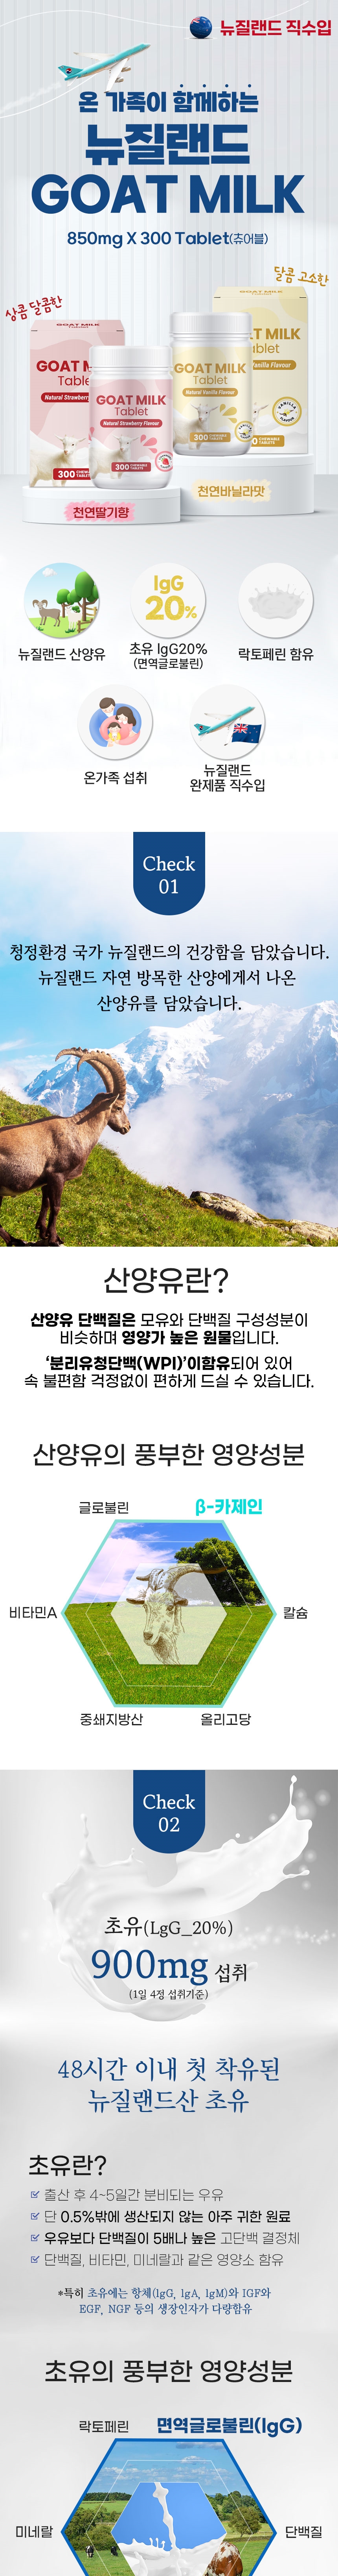 뉴질랜드 직수입
온 가족이 함께하는
뉴질랜드
GOAT MILK
850mg X 300 Tablet(츄어블)
달콤 고소한
상콤 달콤한
GOAT MILK
Tablet
Natural Strawberry Flavour
300 CHEWABLE TABLETS
GOAT MILK
Tablet
Natural Vanilla Flavour
VANILLA FLAVOUR
300 CHEWABLE TABLETS
천연딸기향
천연바닐라맛
IgG
20%
뉴질랜드 산양유
초유 IgG20%
(면역글로불린)
락토페린 함유
온가족 섭취
뉴질랜드
완제품 직수입
Check
01
청정환경 국가 뉴질랜드의 건강함을 담았습니다.
뉴질랜드 자연 방목한 산양에게서 나온
산양유를 담았습니다.
산양유란?
산양유 단백질은 모유와 단백질 구성성분이
비슷하며 영양가 높은 원물입니다.
‘분리유청단백(WPI)’이함유되어 있어
속 불편함 걱정없이 편하게 드실 수 있습니다.
산양유의 풍부한 영양성분
글로불린
β-카제인
비타민A
칼슘
중쇄지방산
올리고당
Check
02
초유(LgG_20%)
900mg 섭취
(1일 4정 섭취기준)
48시간 이내 첫 착유된
뉴질랜드산 초유
초유란?
출산 후 4~5일간 분비되는 우유
단 0.5%밖에 생산되지 않는 아주 귀한 원료
우유보다 단백질이 5배나 높은 고단백 결정체
단백질, 비타민, 미네랄과 같은 영양소 함유
*특히 초유에는 항체(lgG, lgA, lgM)와 IGF와
EGF, NGF 등의 생장인자가 다량함유
초유의 풍부한 영양성분
락토페린
면역글로불린(IgG)
미네랄
단백질